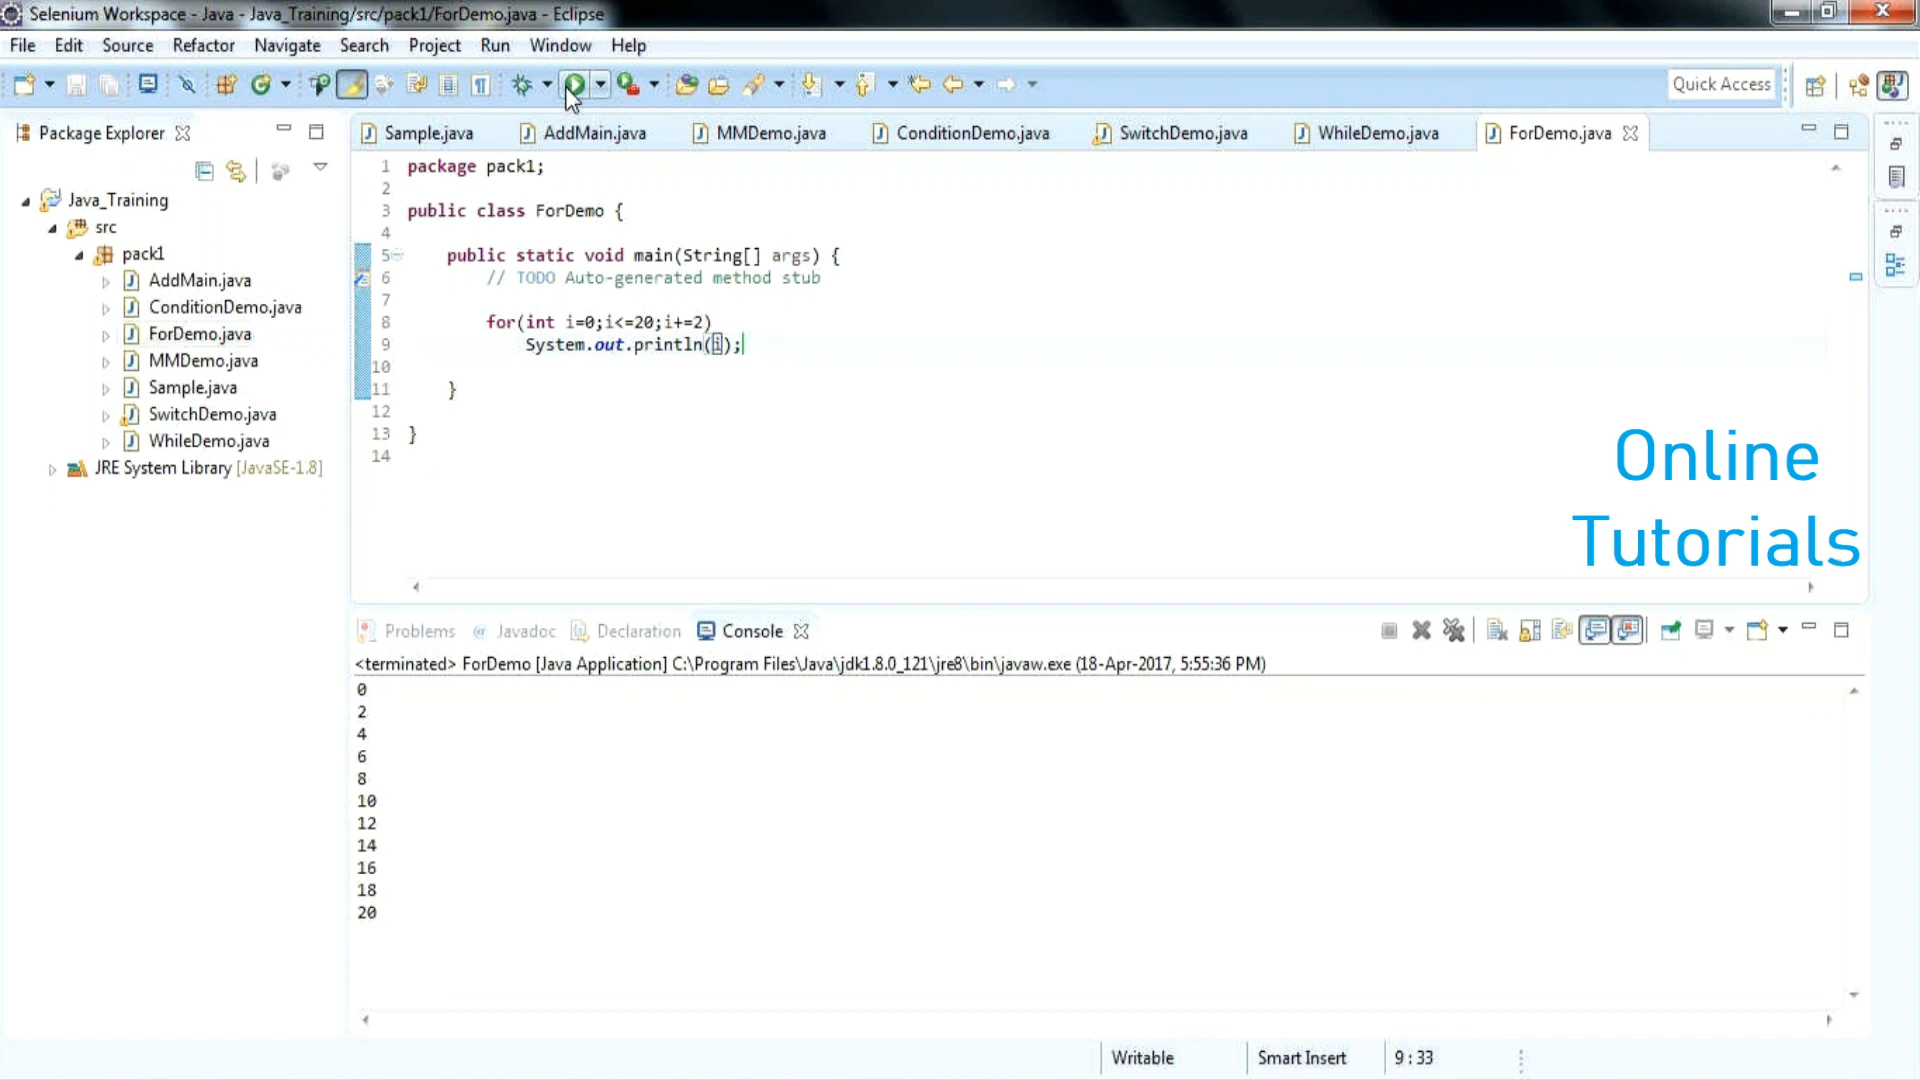 Selenium Workspace - Java - Java_Training/src/pack1/ForDemo.java - Eclipse
File Edit Source Refactor Navigate Search Project Run Window Help
Quick Access
Package Explorer
Java_Training
src
pack1
AddMain.java
ConditionDemo.java
ForDemo.java
MMDemo.java
Sample.java
SwitchDemo.java
WhileDemo.java
JRE System Library [JavaSE-1.8]
Sample.java AddMain.java MMDemo.java ConditionDemo.java SwitchDemo.java WhileDemo.java ForDemo.java
1 package pack1;
2
3 public class ForDemo {
4
5 public static void main(String[] args) {
6 // TODO Auto-generated method stub
7
8 for(int i=0;i<=20;i+=2)
9 System.out.println(i);
10
11 }
12
13 }
14
Online
Tutorials
Problems @ Javadoc Declaration Console
<terminated> ForDemo [Java Application] C:\Program Files\Java\jdk1.8.0_121\jre8\bin\javaw.exe (18-Apr-2017, 5:55:36 PM)
0
2
4
6
8
10
12
14
16
18
20
Writable Smart Insert 9 : 33